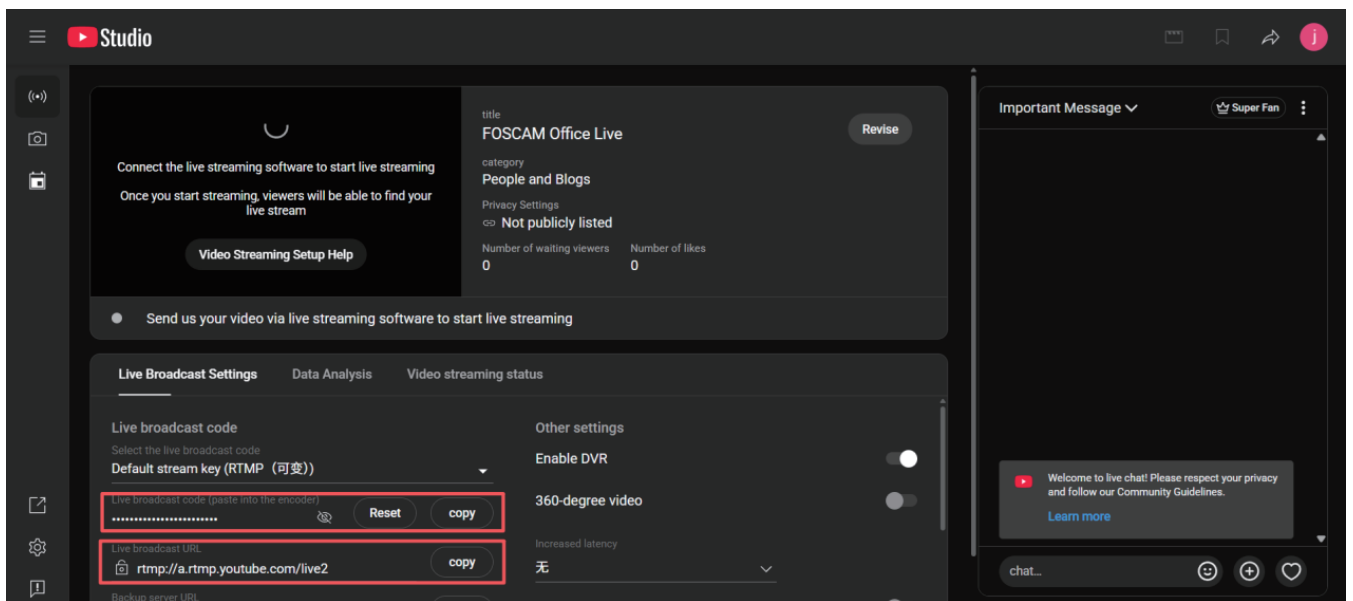 Studio
j
Connect the live streaming software to start live streaming
Once you start streaming, viewers will be able to find your
live stream
Video Streaming Setup Help
title
FOSCAM Office Live
Revise
category
People and Blogs
Privacy Settings
Not publicly listed
Number of waiting viewers Number of likes
0 0
Send us your video via live streaming software to start live streaming
Live Broadcast Settings Data Analysis Video streaming status
Live broadcast code
Select the live broadcast code
Default stream key (RTMP（可变）)
Live broadcast code (paste into the encoder)
........................ Reset copy
Live broadcast URL
rtmp://a.rtmp.youtube.com/live2 copy
Backup server URL
Other settings
Enable DVR
360-degree video
Increased latency
无
Important Message Super Fan
Welcome to live chat! Please respect your privacy
and follow our Community Guidelines.
Learn more
chat...